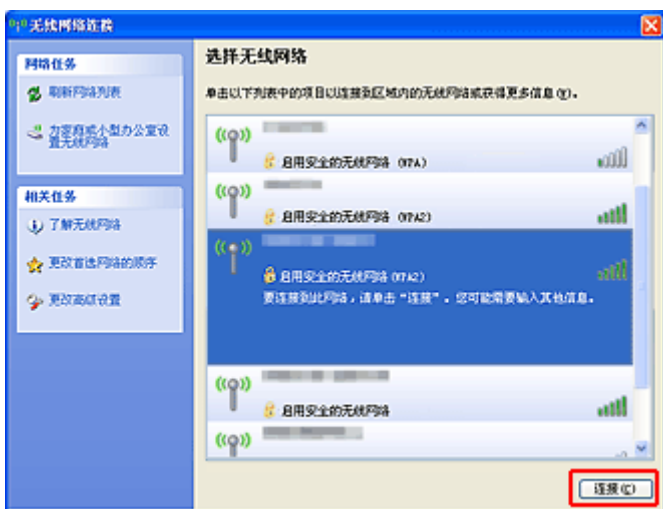 无线网络连接
网络任务
刷新网络列表
为家庭或小型办公室设
置无线网络
相关任务
了解无线网络
更改首选网络的顺序
更改高级设置
选择无线网络
单击以下列表中的项目以连接到区域内的无线网络或获得更多信息(W)。
启用安全的无线网络 (WPA)
启用安全的无线网络 (WPA2)
启用安全的无线网络 (WPA2)
要连接到此网络，请单击“连接”。您可能需要输入其他信息。
启用安全的无线网络
连接(C)